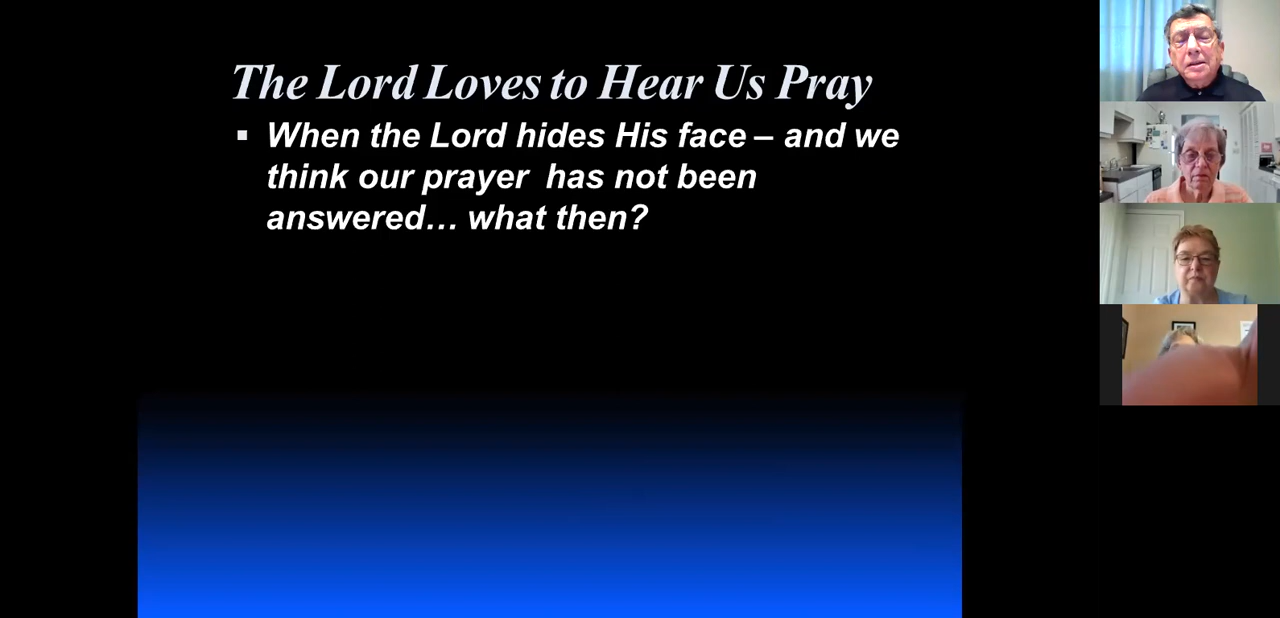 The Lord Loves to Hear Us Pray
▪ When the Lord hides His face – and we
think our prayer has not been
answered… what then?